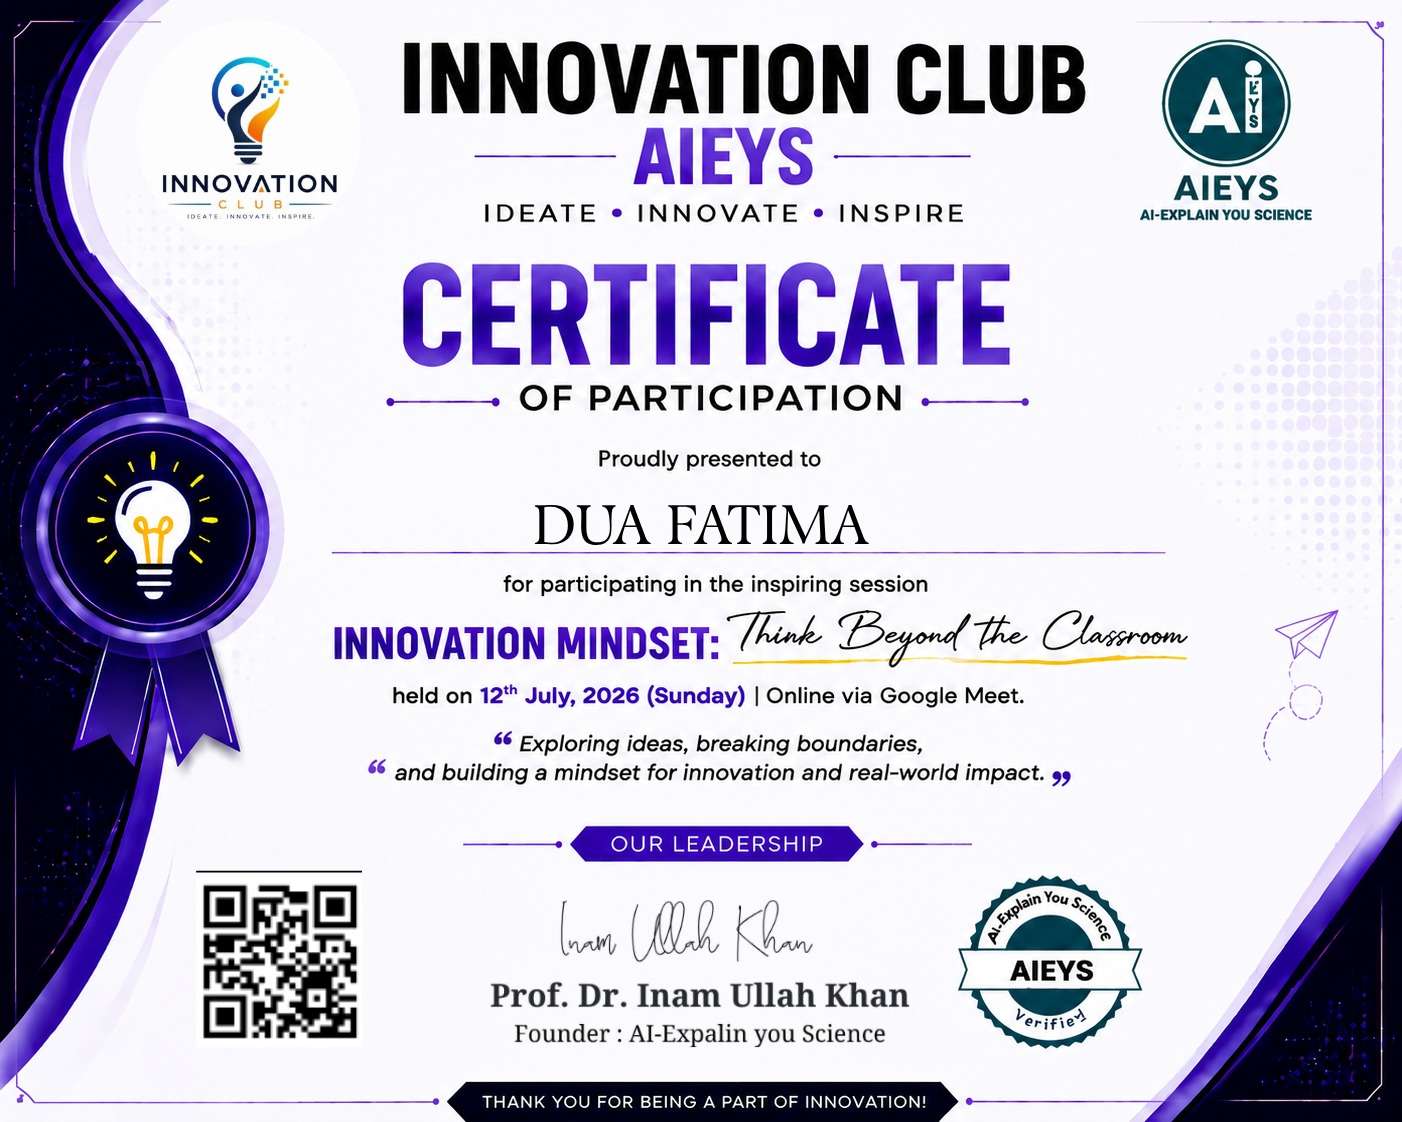 INNOVATION CLUB
AIEYS
IDEATE • INNOVATE • INSPIRE
INNOVATION
CLUB
IDEATE. INNOVATE. INSPIRE.
Ai
EYS
AIEYS
AI-EXPLAIN YOU SCIENCE
CERTIFICATE
OF PARTICIPATION
Proudly presented to
DUA FATIMA
for participating in the inspiring session
INNOVATION MINDSET: Think Beyond the Classroom
held on 12th July, 2026 (Sunday) | Online via Google Meet.
“ Exploring ideas, breaking boundaries,
“ and building a mindset for innovation and real-world impact. ”
OUR LEADERSHIP
Inam Ullah Khan
Prof. Dr. Inam Ullah Khan
Founder : AI-Expalin you Science
AI-Explain You Science
AIEYS
Verified
THANK YOU FOR BEING A PART OF INNOVATION!